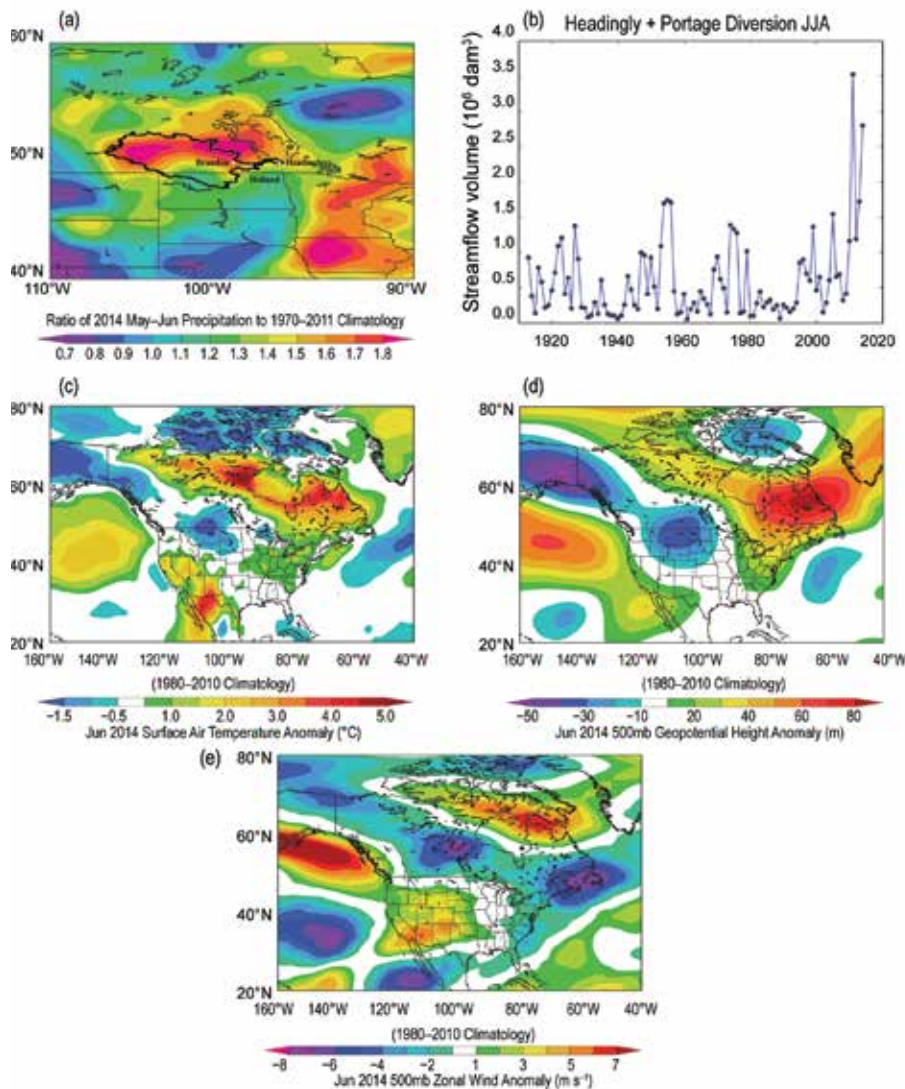 (a)
60°N
50°N
40°N
110°W 100°W 90°W
Brandon
Ratio of 2014 May–Jun Precipitation to 1970–2011 Climatology
0.7 0.8 0.9 1.0 1.1 1.2 1.3 1.4 1.5 1.6 1.7 1.8
(b) Headingly + Portage Diversion JJA
Streamflow volume (10⁶ dam³)
4.0
3.5
3.0
2.5
2.0
1.5
1.0
0.5
0.0
1920 1940 1960 1980 2000 2020
(c)
80°N
60°N
40°N
20°N
160°W 140°W 120°W 100°W 80°W 60°W 40°W
(1980–2010 Climatology)
−1.5 −0.5 1.0 2.0 3.0 4.0 5.0
Jun 2014 Surface Air Temperature Anomaly (°C)
(d)
80°N
60°N
40°N
20°N
160°W 140°W 120°W 100°W 80°W 60°W 40°W
(1980–2010 Climatology)
−50 −30 −10 20 40 60 80
Jun 2014 500mb Geopotential Height Anomaly (m)
(e)
80°N
60°N
40°N
20°N
160°W 140°W 120°W 100°W 80°W 60°W 40°W
(1980–2010 Climatology)
−8 −6 −4 −2 1 3 5 7
Jun 2014 500mb Zonal Wind Anomaly (m s⁻¹)